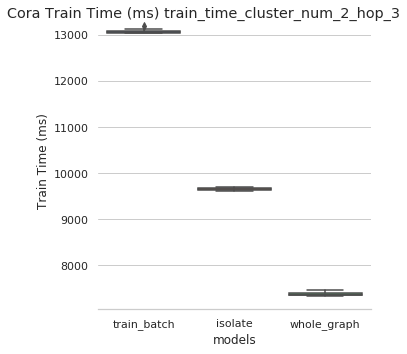 Cora Train Time (ms) train_time_cluster_num_2_hop_3
13000
12000
11000
10000
9000
8000
Train Time (ms)
train_batch isolate whole_graph
models